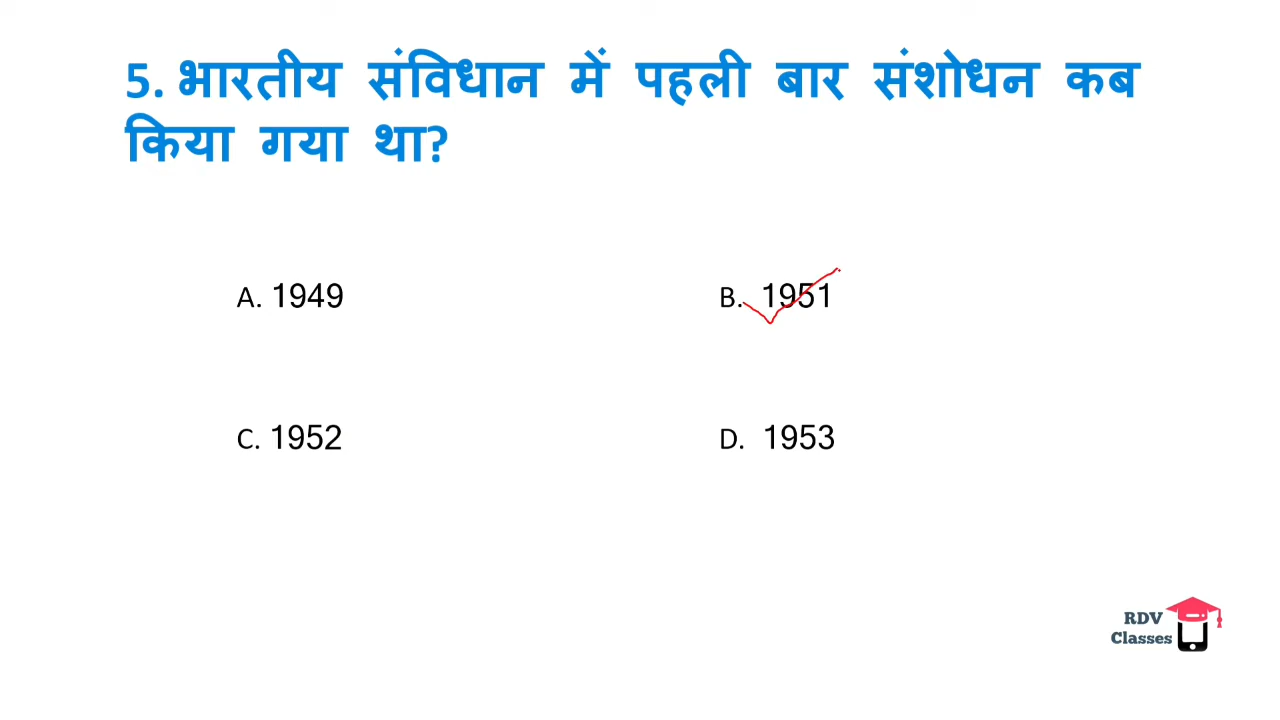 5. भारतीय संविधान में पहली बार संशोधन कब
किया गया था?
A. 1949
B. 1951
C. 1952
D. 1953
RDV
Classes